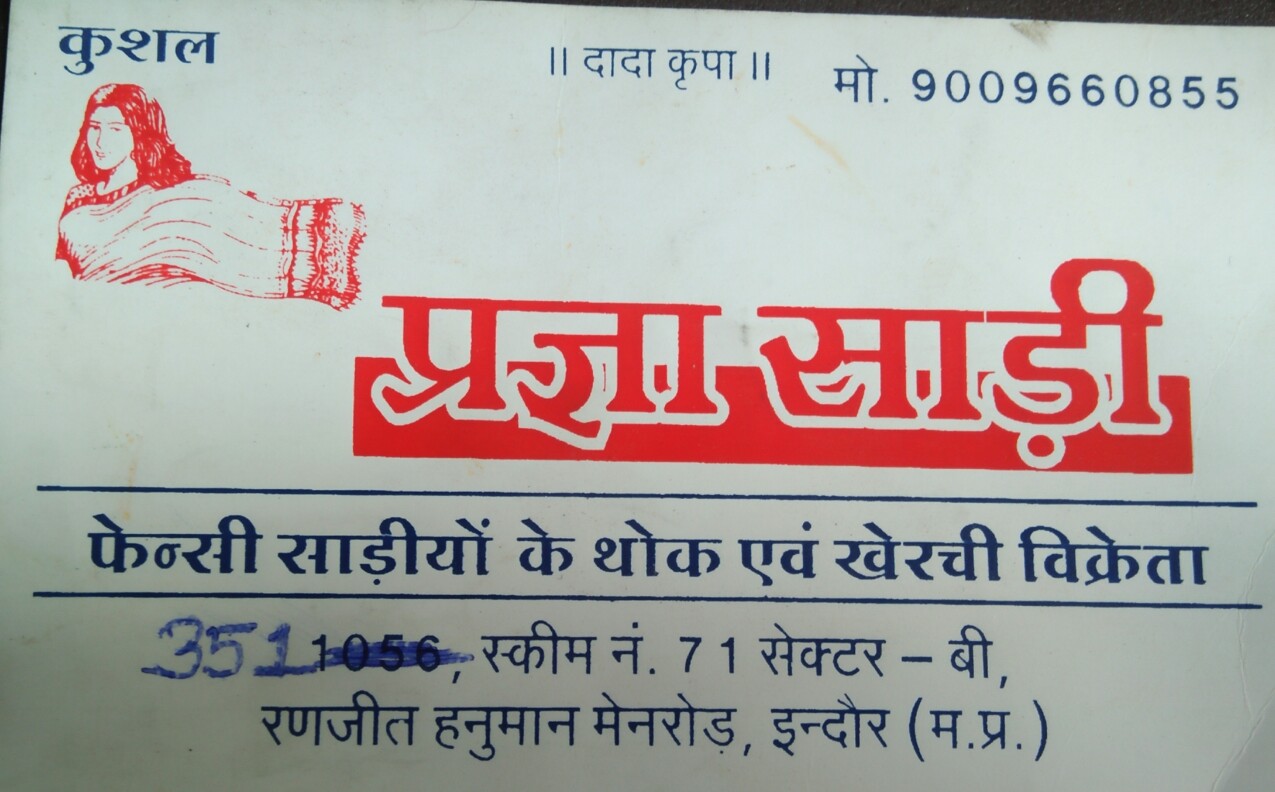 कुशल
॥ दादा कृपा ॥
मो. 9009660855
प्रज्ञा साड़ी
फेन्सी साड़ीयों के थोक एवं खेरची विक्रेता
351 1056, स्कीम नं. 71 सेक्टर – बी,
रणजीत हनुमान मेनरोड़, इन्दौर (म.प्र.)